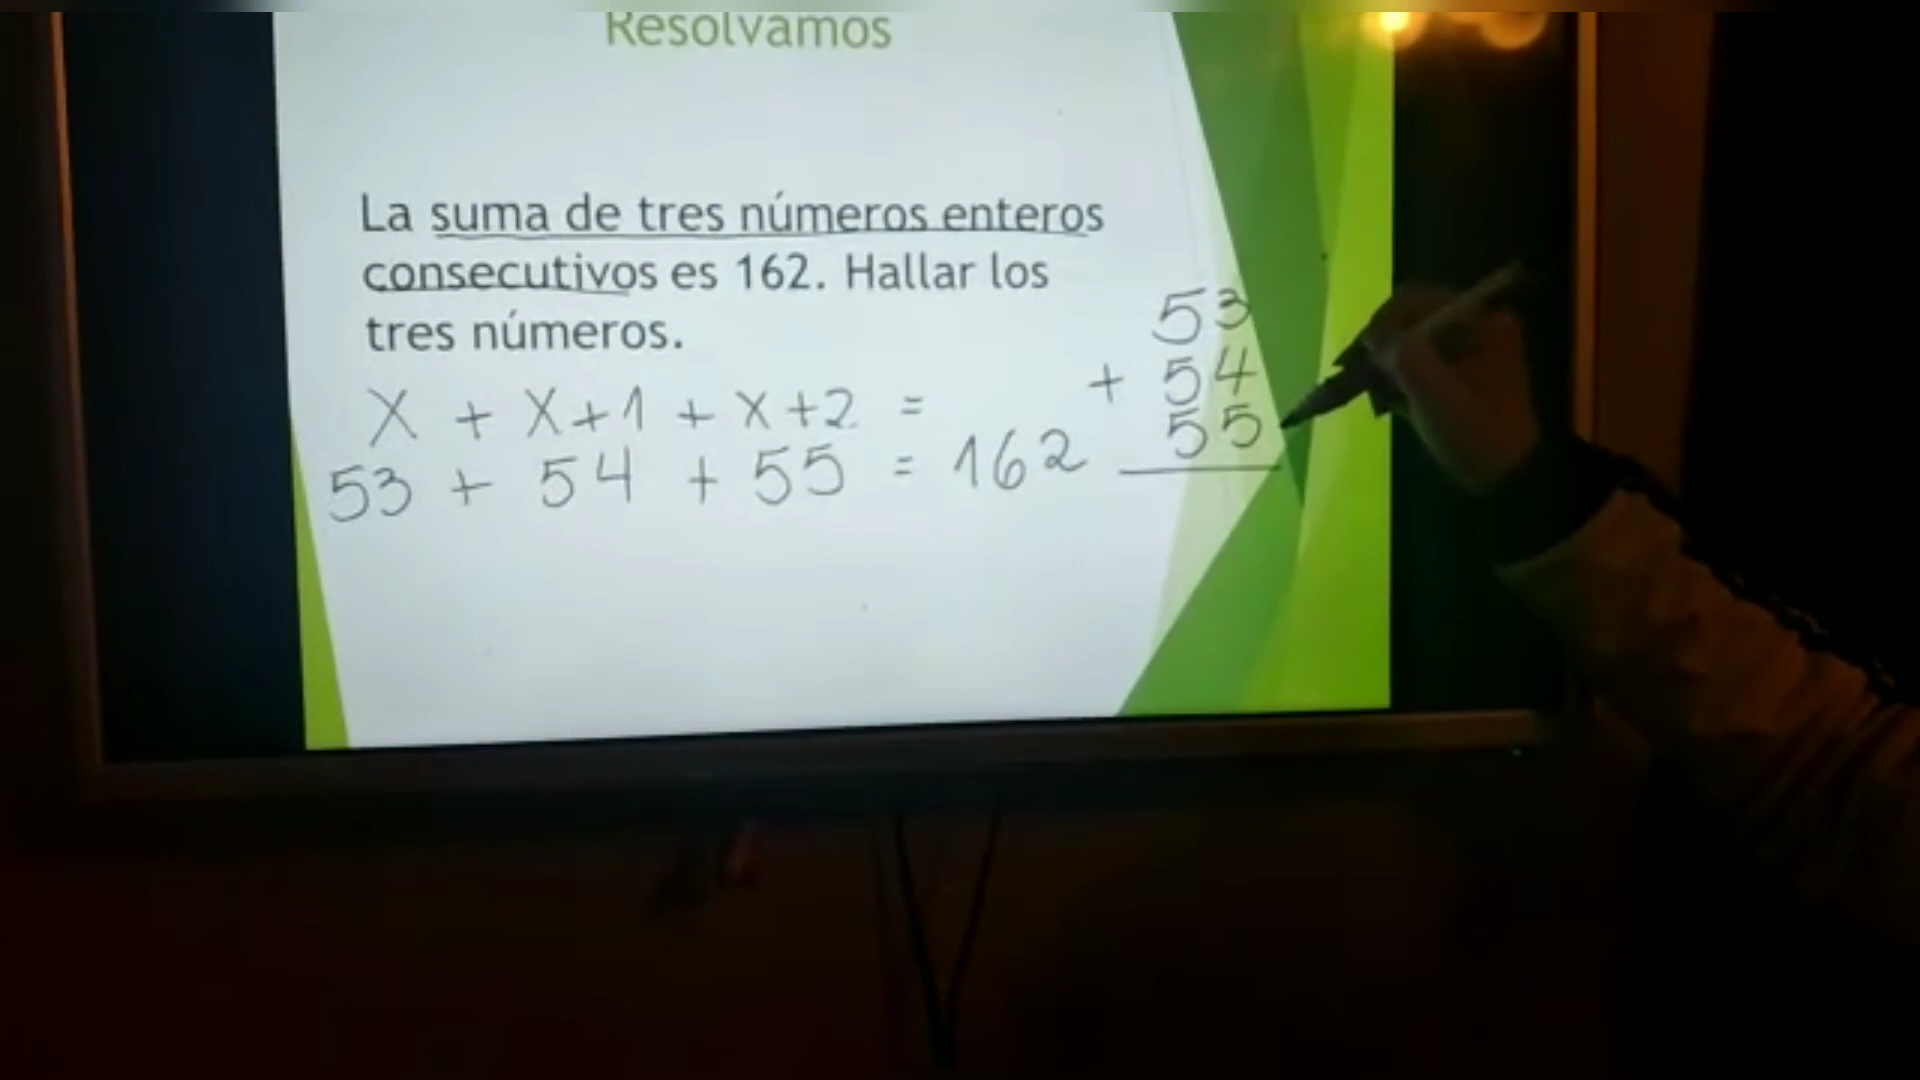 Resolvamos
La suma de tres números enteros
consecutivos es 162. Hallar los
tres números.
X + X+1 + X+2 =
53 + 54 + 55 = 162
53
+ 54
55